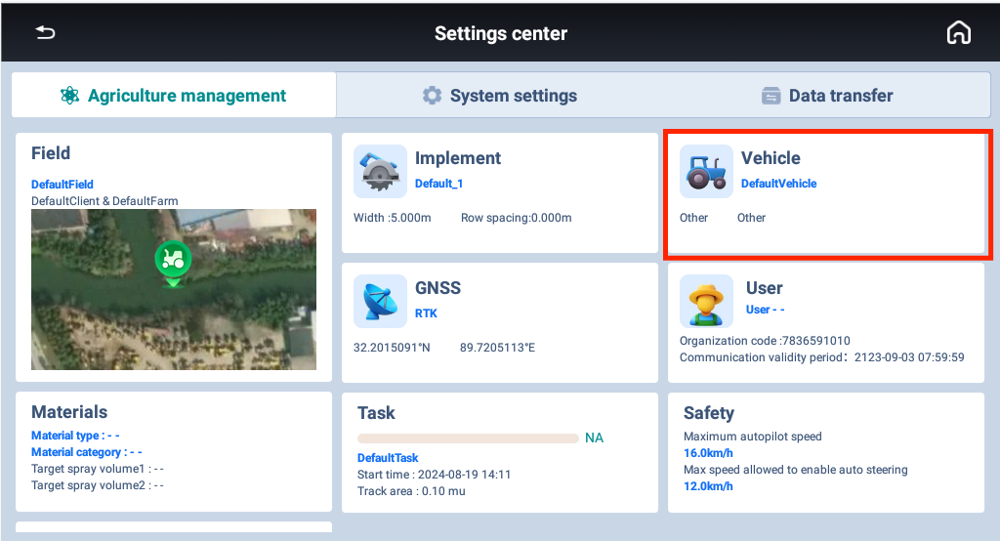 Settings center
Agriculture management
System settings
Data transfer
Field
DefaultField
DefaultClient & DefaultFarm
Implement
Default_1
Width :5.000m Row spacing:0.000m
Vehicle
DefaultVehicle
Other Other
GNSS
RTK
32.2015091°N 89.7205113°E
User
User - -
Organization code :7836591010
Communication validity period： 2123-09-03 07:59:59
Materials
Material type : - -
Material category : - -
Target spray volume1 : - -
Target spray volume2 : - -
Task
NA
DefaultTask
Start time : 2024-08-19 14:11
Track area : 0.10 mu
Safety
Maximum autopilot speed
16.0km/h
Max speed allowed to enable auto steering
12.0km/h